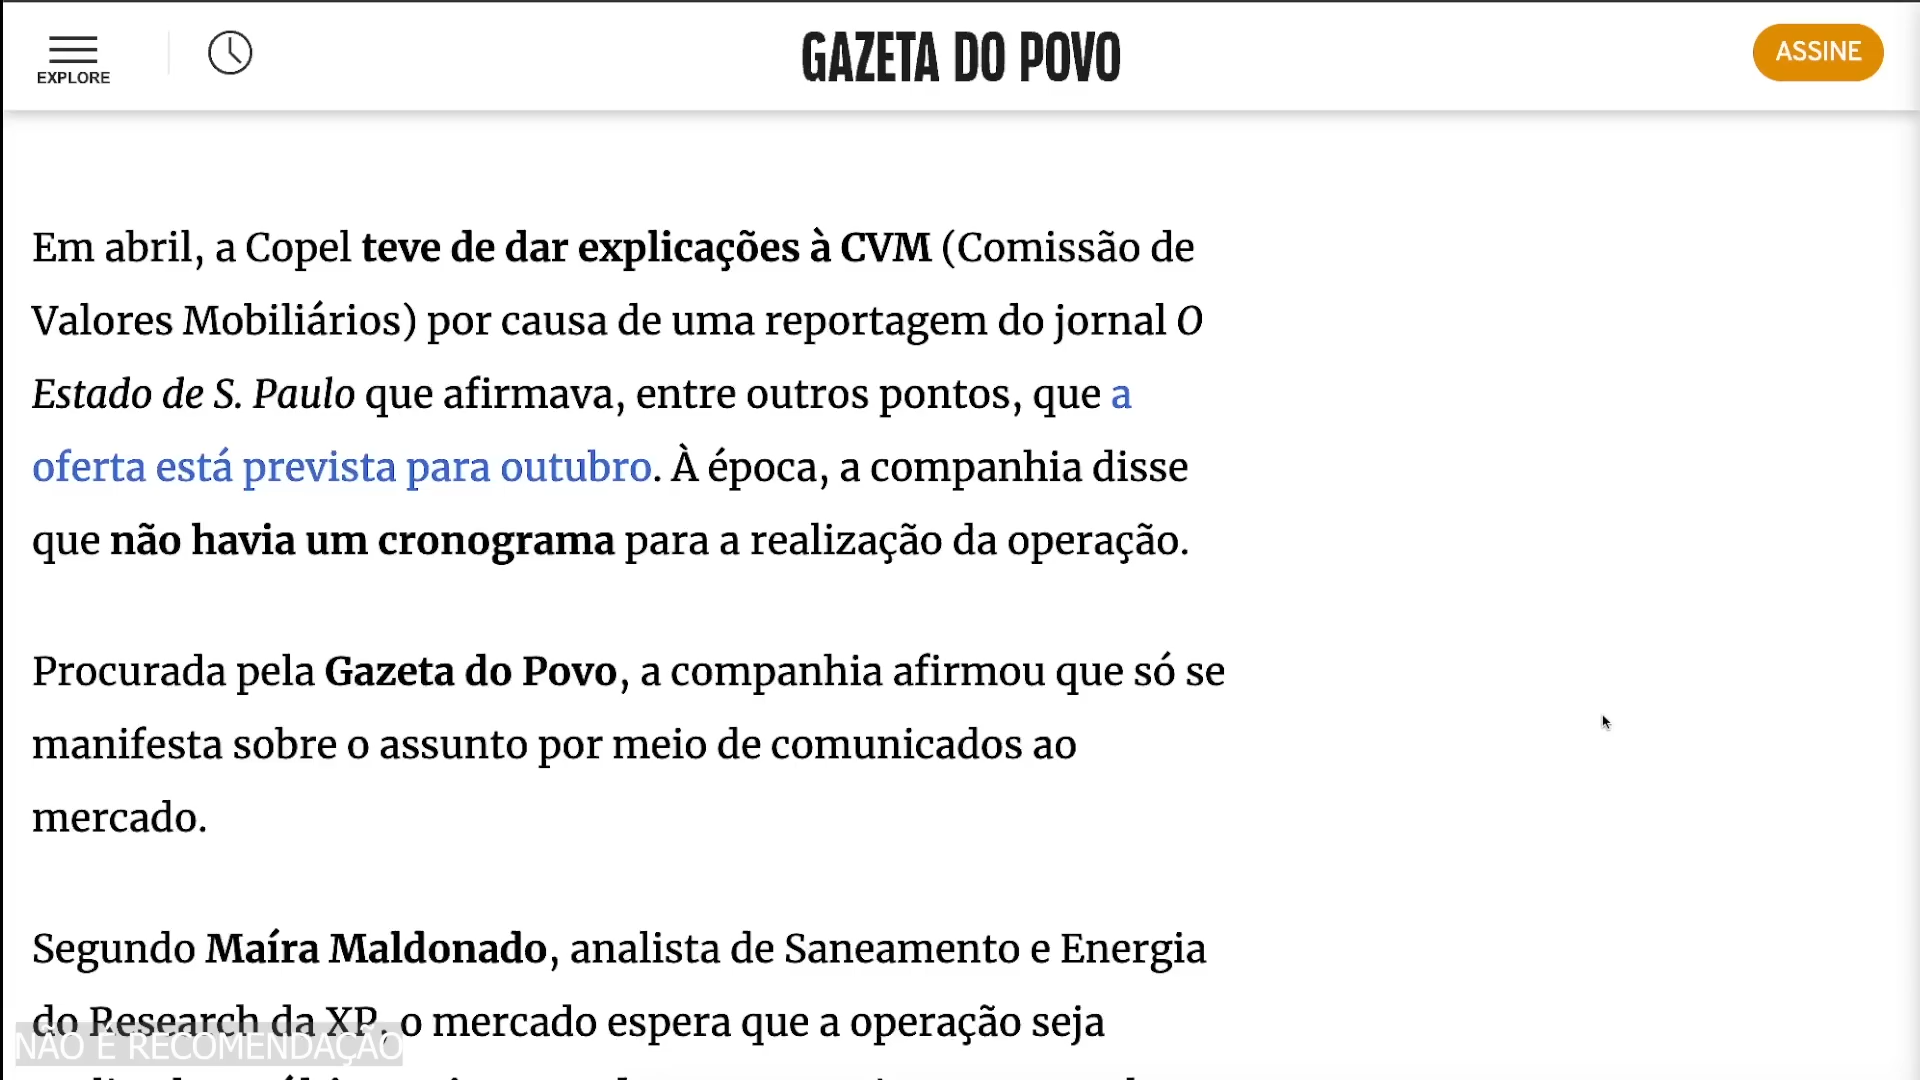 EXPLORE
GAZETA DO POVO
ASSINE
Em abril, a Copel teve de dar explicações à CVM (Comissão de
Valores Mobiliários) por causa de uma reportagem do jornal O
Estado de S. Paulo que afirmava, entre outros pontos, que a
oferta está prevista para outubro. À época, a companhia disse
que não havia um cronograma para a realização da operação.
Procurada pela Gazeta do Povo, a companhia afirmou que só se
manifesta sobre o assunto por meio de comunicados ao
mercado.
Segundo Maíra Maldonado, analista de Saneamento e Energia
do Research da XP, o mercado espera que a operação seja
NÃO É RECOMENDAÇÃO